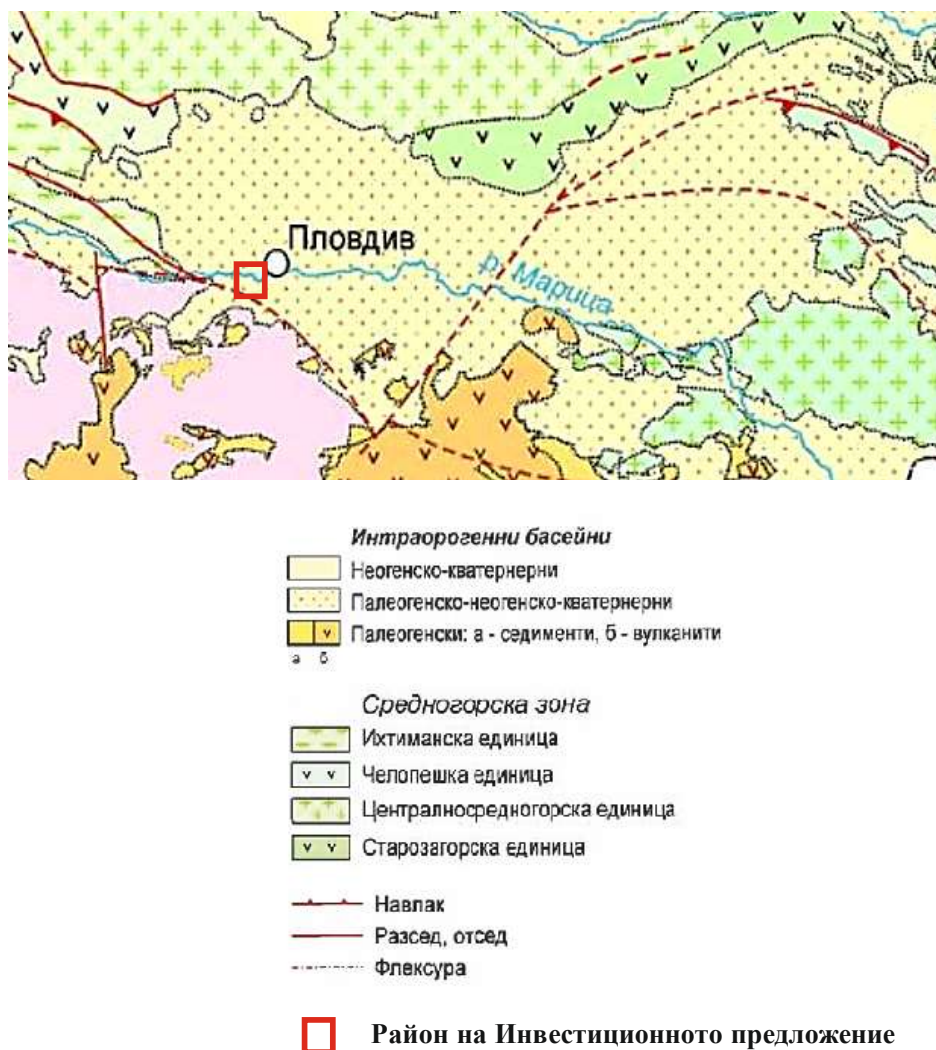 Пловдив
р. Марица
Интраорогенни басейни
Неогенско-кватернерни
Палеогенско-неогенско-кватернерни
Палеогенски: а - седименти, б - вулканити
а б
Средногорска зона
Ихтиманска единица
Челопешка единица
Централносредногорска единица
Старозагорска единица
Навлак
Разсед, отсед
Флексура
Район на Инвестиционното предложение